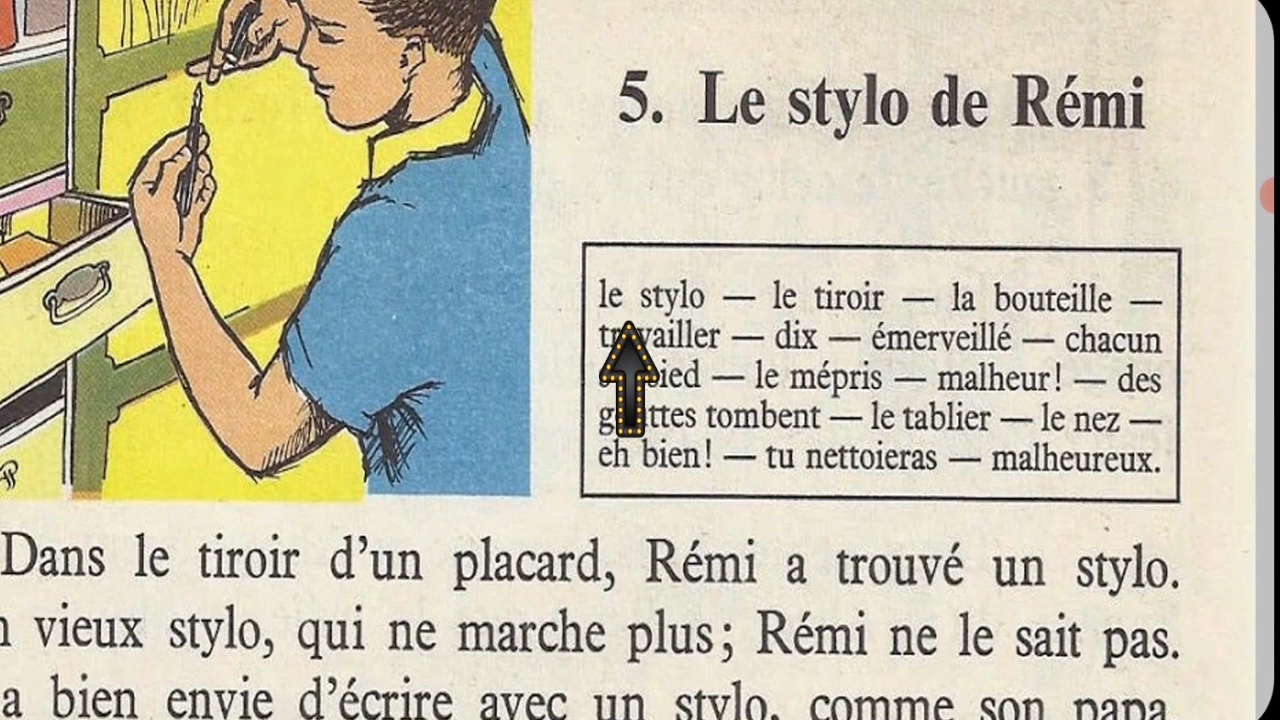 5. Le stylo de Rémi
le stylo — le tiroir — la bouteille —
— dix — émerveillé — chacun
— le mépris — malheur! — des
tombent — le tablier — le nez —
eh bien! — tu nettoieras — malheureux.
Dans le tiroir d'un placard, Rémi a trouvé un stylo.
vieux stylo, qui ne marche plus; Rémi ne le sait pas.
a bien envie d'écrire avec un stylo, comme son papa.